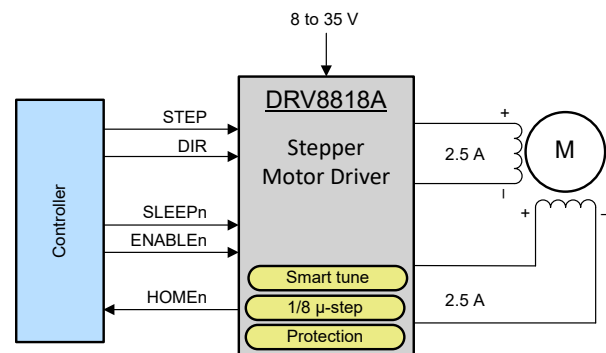 8 to 35 V
DRV8818A
Stepper
Motor Driver
Controller
STEP
DIR
SLEEPn
ENABLEn
HOMEn
Smart tune
1/8 µ-step
Protection
+
2.5 A
–
M
+
–
2.5 A